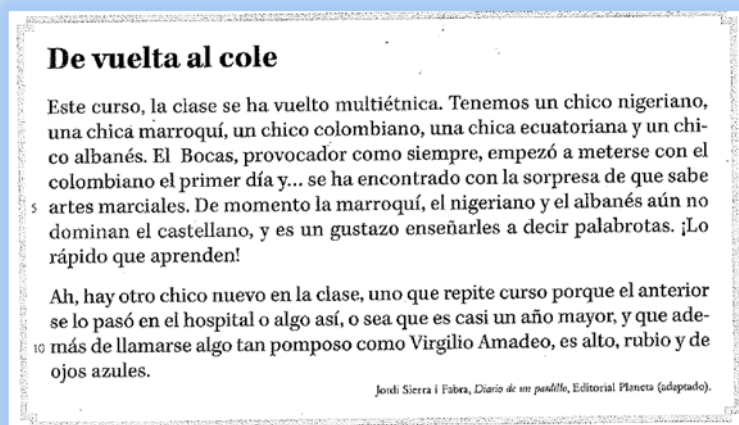 De vuelta al cole
Este curso, la clase se ha vuelto multiétnica. Tenemos un chico nigeriano,
una chica marroquí, un chico colombiano, una chica ecuatoriana y un chi-
co albanés. El Bocas, provocador como siempre, empezó a meterse con el
colombiano el primer día y... se ha encontrado con la sorpresa de que sabe
5 artes marciales. De momento la marroquí, el nigeriano y el albanés aún no
dominan el castellano, y es un gustazo enseñarles a decir palabrotas. ¡Lo
rápido que aprenden!
Ah, hay otro chico nuevo en la clase, uno que repite curso porque el anterior
se lo pasó en el hospital o algo así, o sea que es casi un año mayor, y que ade-
10 más de llamarse algo tan pomposo como Virgilio Amadeo, es alto, rubio y de
ojos azules.
Jordi Sierra i Fabra, Diario de un pardillo, Editorial Planeta (adaptado).